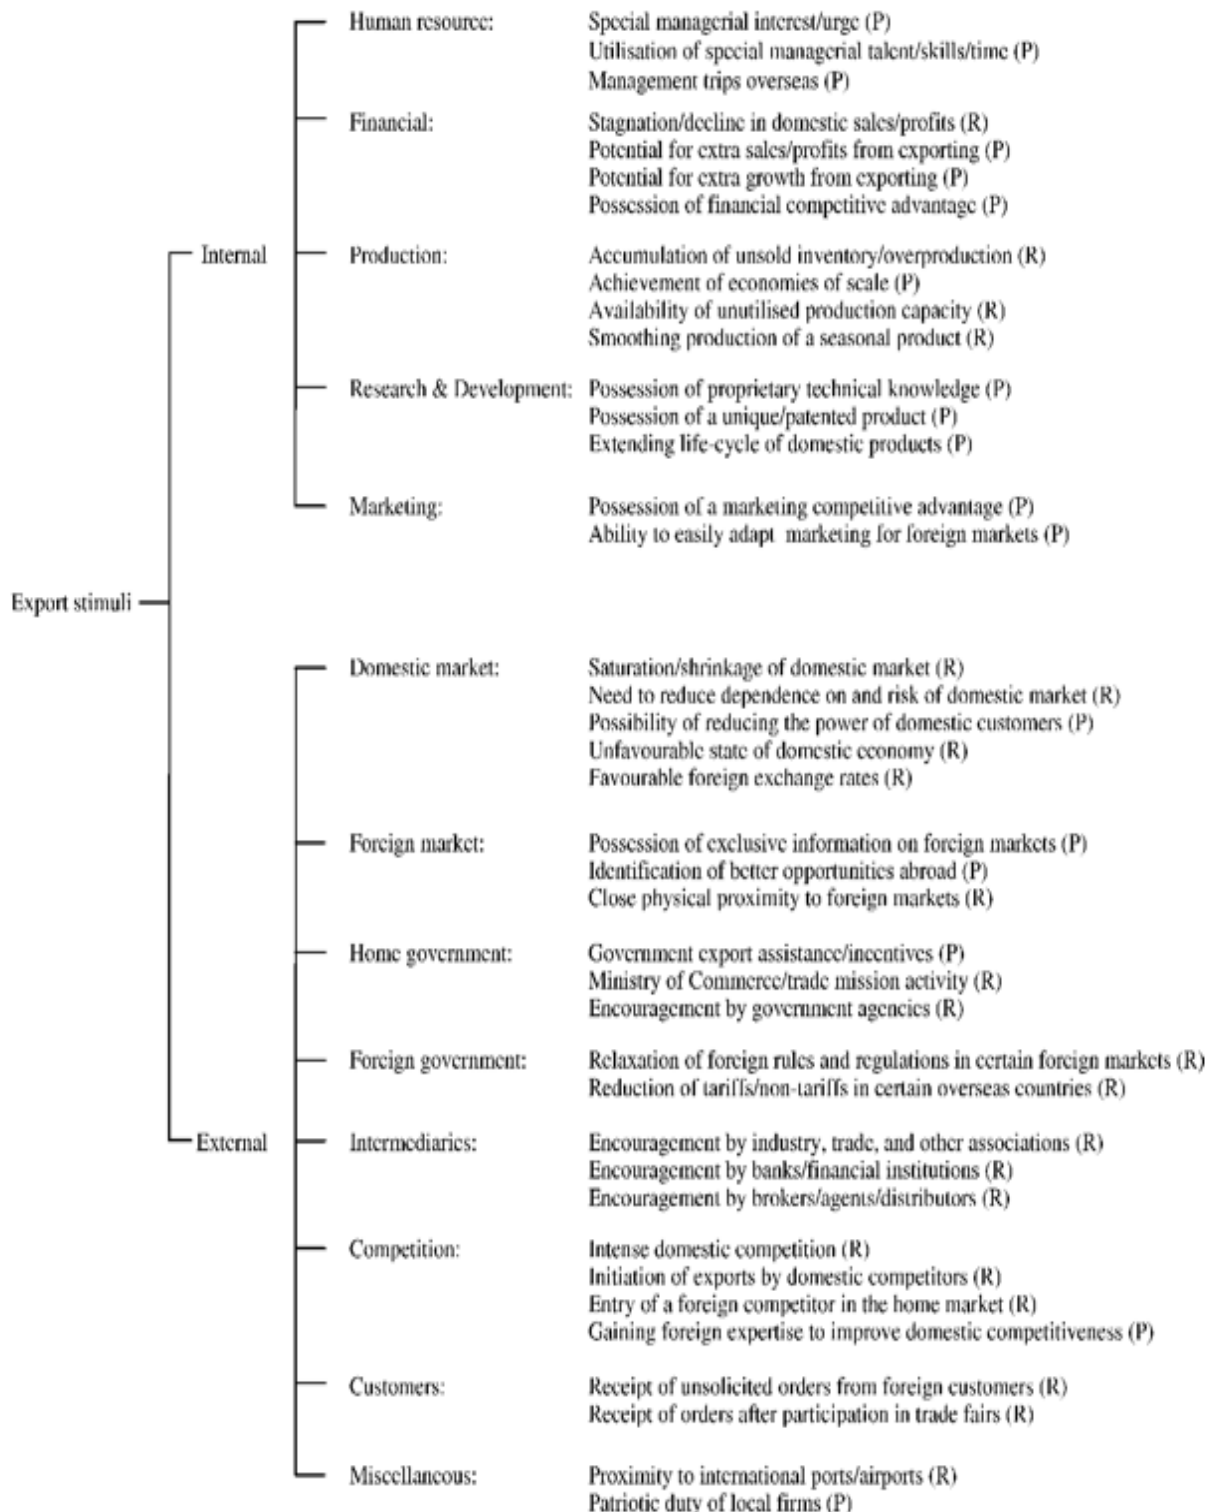 Export stimuli
Internal
Human resource: Special managerial interest/urge (P)
Utilisation of special managerial talent/skills/time (P)
Management trips overseas (P)
Financial: Stagnation/decline in domestic sales/profits (R)
Potential for extra sales/profits from exporting (P)
Potential for extra growth from exporting (P)
Possession of financial competitive advantage (P)
Production: Accumulation of unsold inventory/overproduction (R)
Achievement of economies of scale (P)
Availability of unutilised production capacity (R)
Smoothing production of a seasonal product (R)
Research & Development: Possession of proprietary technical knowledge (P)
Possession of a unique/patented product (P)
Extending life-cycle of domestic products (P)
Marketing: Possession of a marketing competitive advantage (P)
Ability to easily adapt marketing for foreign markets (P)
External
Domestic market: Saturation/shrinkage of domestic market (R)
Need to reduce dependence on and risk of domestic market (R)
Possibility of reducing the power of domestic customers (P)
Unfavourable state of domestic economy (R)
Favourable foreign exchange rates (R)
Foreign market: Possession of exclusive information on foreign markets (P)
Identification of better opportunities abroad (P)
Close physical proximity to foreign markets (R)
Home government: Government export assistance/incentives (P)
Ministry of Commerce/trade mission activity (R)
Encouragement by government agencies (R)
Foreign government: Relaxation of foreign rules and regulations in certain foreign markets (R)
Reduction of tariffs/non-tariffs in certain overseas countries (R)
Intermediaries: Encouragement by industry, trade, and other associations (R)
Encouragement by banks/financial institutions (R)
Encouragement by brokers/agents/distributors (R)
Competition: Intense domestic competition (R)
Initiation of exports by domestic competitors (R)
Entry of a foreign competitor in the home market (R)
Gaining foreign expertise to improve domestic competitiveness (P)
Customers: Receipt of unsolicited orders from foreign customers (R)
Receipt of orders after participation in trade fairs (R)
Miscellaneous: Proximity to international ports/airports (R)
Patriotic duty of local firms (P)